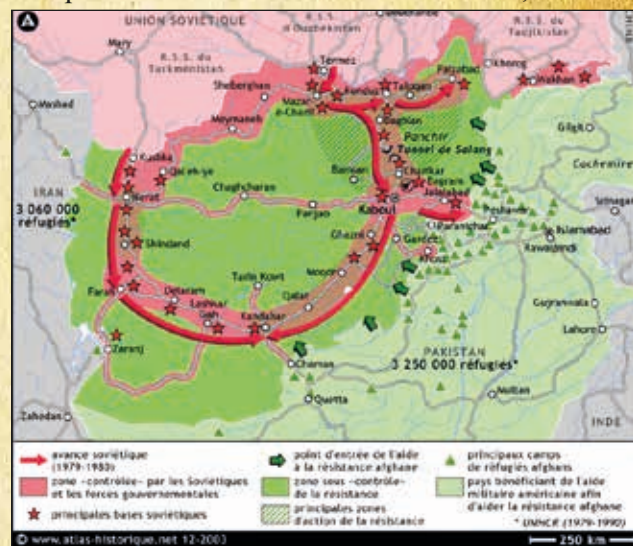 UNION SOVIÉTIQUE
R.S.S. d'Ouzbékistan
R.S.S. du Tadjikistan
Mary
R.S.S. du Turkménistan
Termez
Khorog
Faizabad
Taloqan
Kunduz
Wakhan
Sheberghan
Mazar e-Charif
Meymaneh
Baghlan
Panchir
Tunnel de Salang
Gilgit
Cachemire
Mashad
Kushka
Qal eh-ye
Bamian
Charikar
Bagram
Srinagar
IRAN
3 060 000 réfugiés*
Herat
Chaghcharan
Panjao
Kaboul
Jalalabad
Peshawar
Islamabad
Rawalpindi
Parantchar
Shindand
Ghazni
Gardez
Khost
Farah
Delaram
Lashkar Gah
Tarin Kowt
Moqor
Qalat
Kandahar
Zaranj
Chaman
Quetta
Gujranwala
Lahore
PAKISTAN
3 250 000 réfugiés*
Multan
Zahedan
INDE
avance soviétique (1979-1980)
zone «contrôlée» par les Soviétiques et les forces gouvernementales
principales bases soviétiques
point d'entrée de l'aide à la résistance afghane
zone sous «contrôle» de la résistance
principales zones d'action de la résistance
principaux camps de réfugiés afghans
pays bénéficiant de l'aide militaire américaine afin d'aider la résistance afghane
* UNHCR (1979-1990)
© www.atlas-historique.net 12-2003
250 km